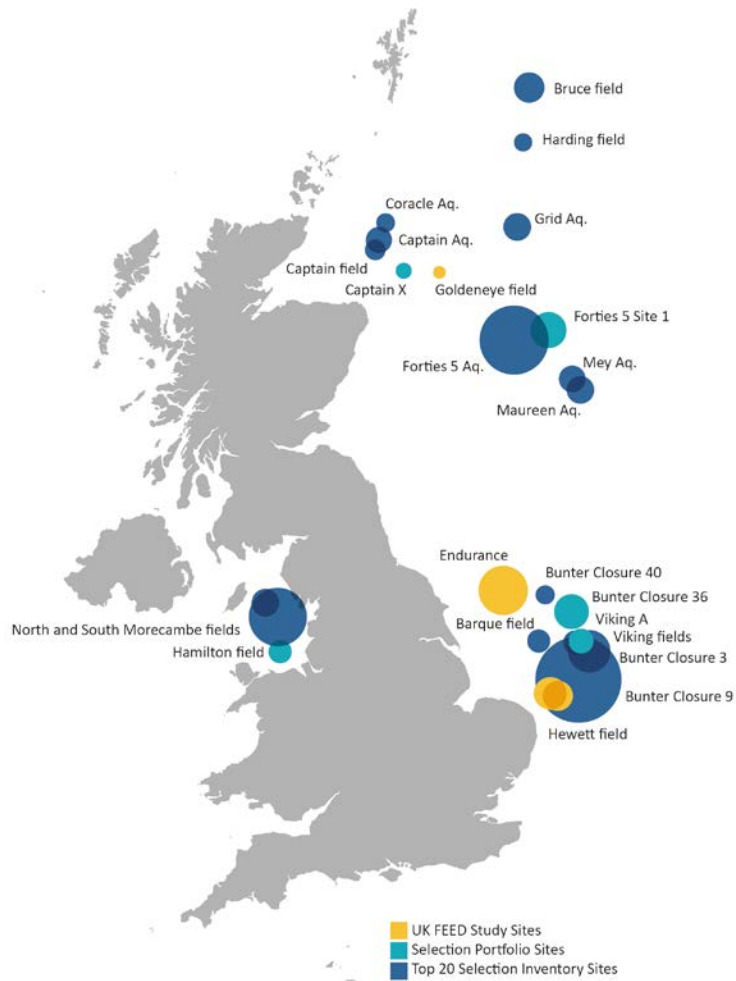 Bruce field
Harding field
Coracle Aq.
Grid Aq.
Captain Aq.
Captain field
Captain X
Goldeneye field
Forties 5 Site 1
Forties 5 Aq.
Mey Aq.
Maureen Aq.
Endurance
Bunter Closure 40
Bunter Closure 36
Barque field
Viking A
Viking fields
North and South Morecambe fields
Hamilton field
Bunter Closure 3
Bunter Closure 9
Hewett field
UK FEED Study Sites
Selection Portfolio Sites
Top 20 Selection Inventory Sites